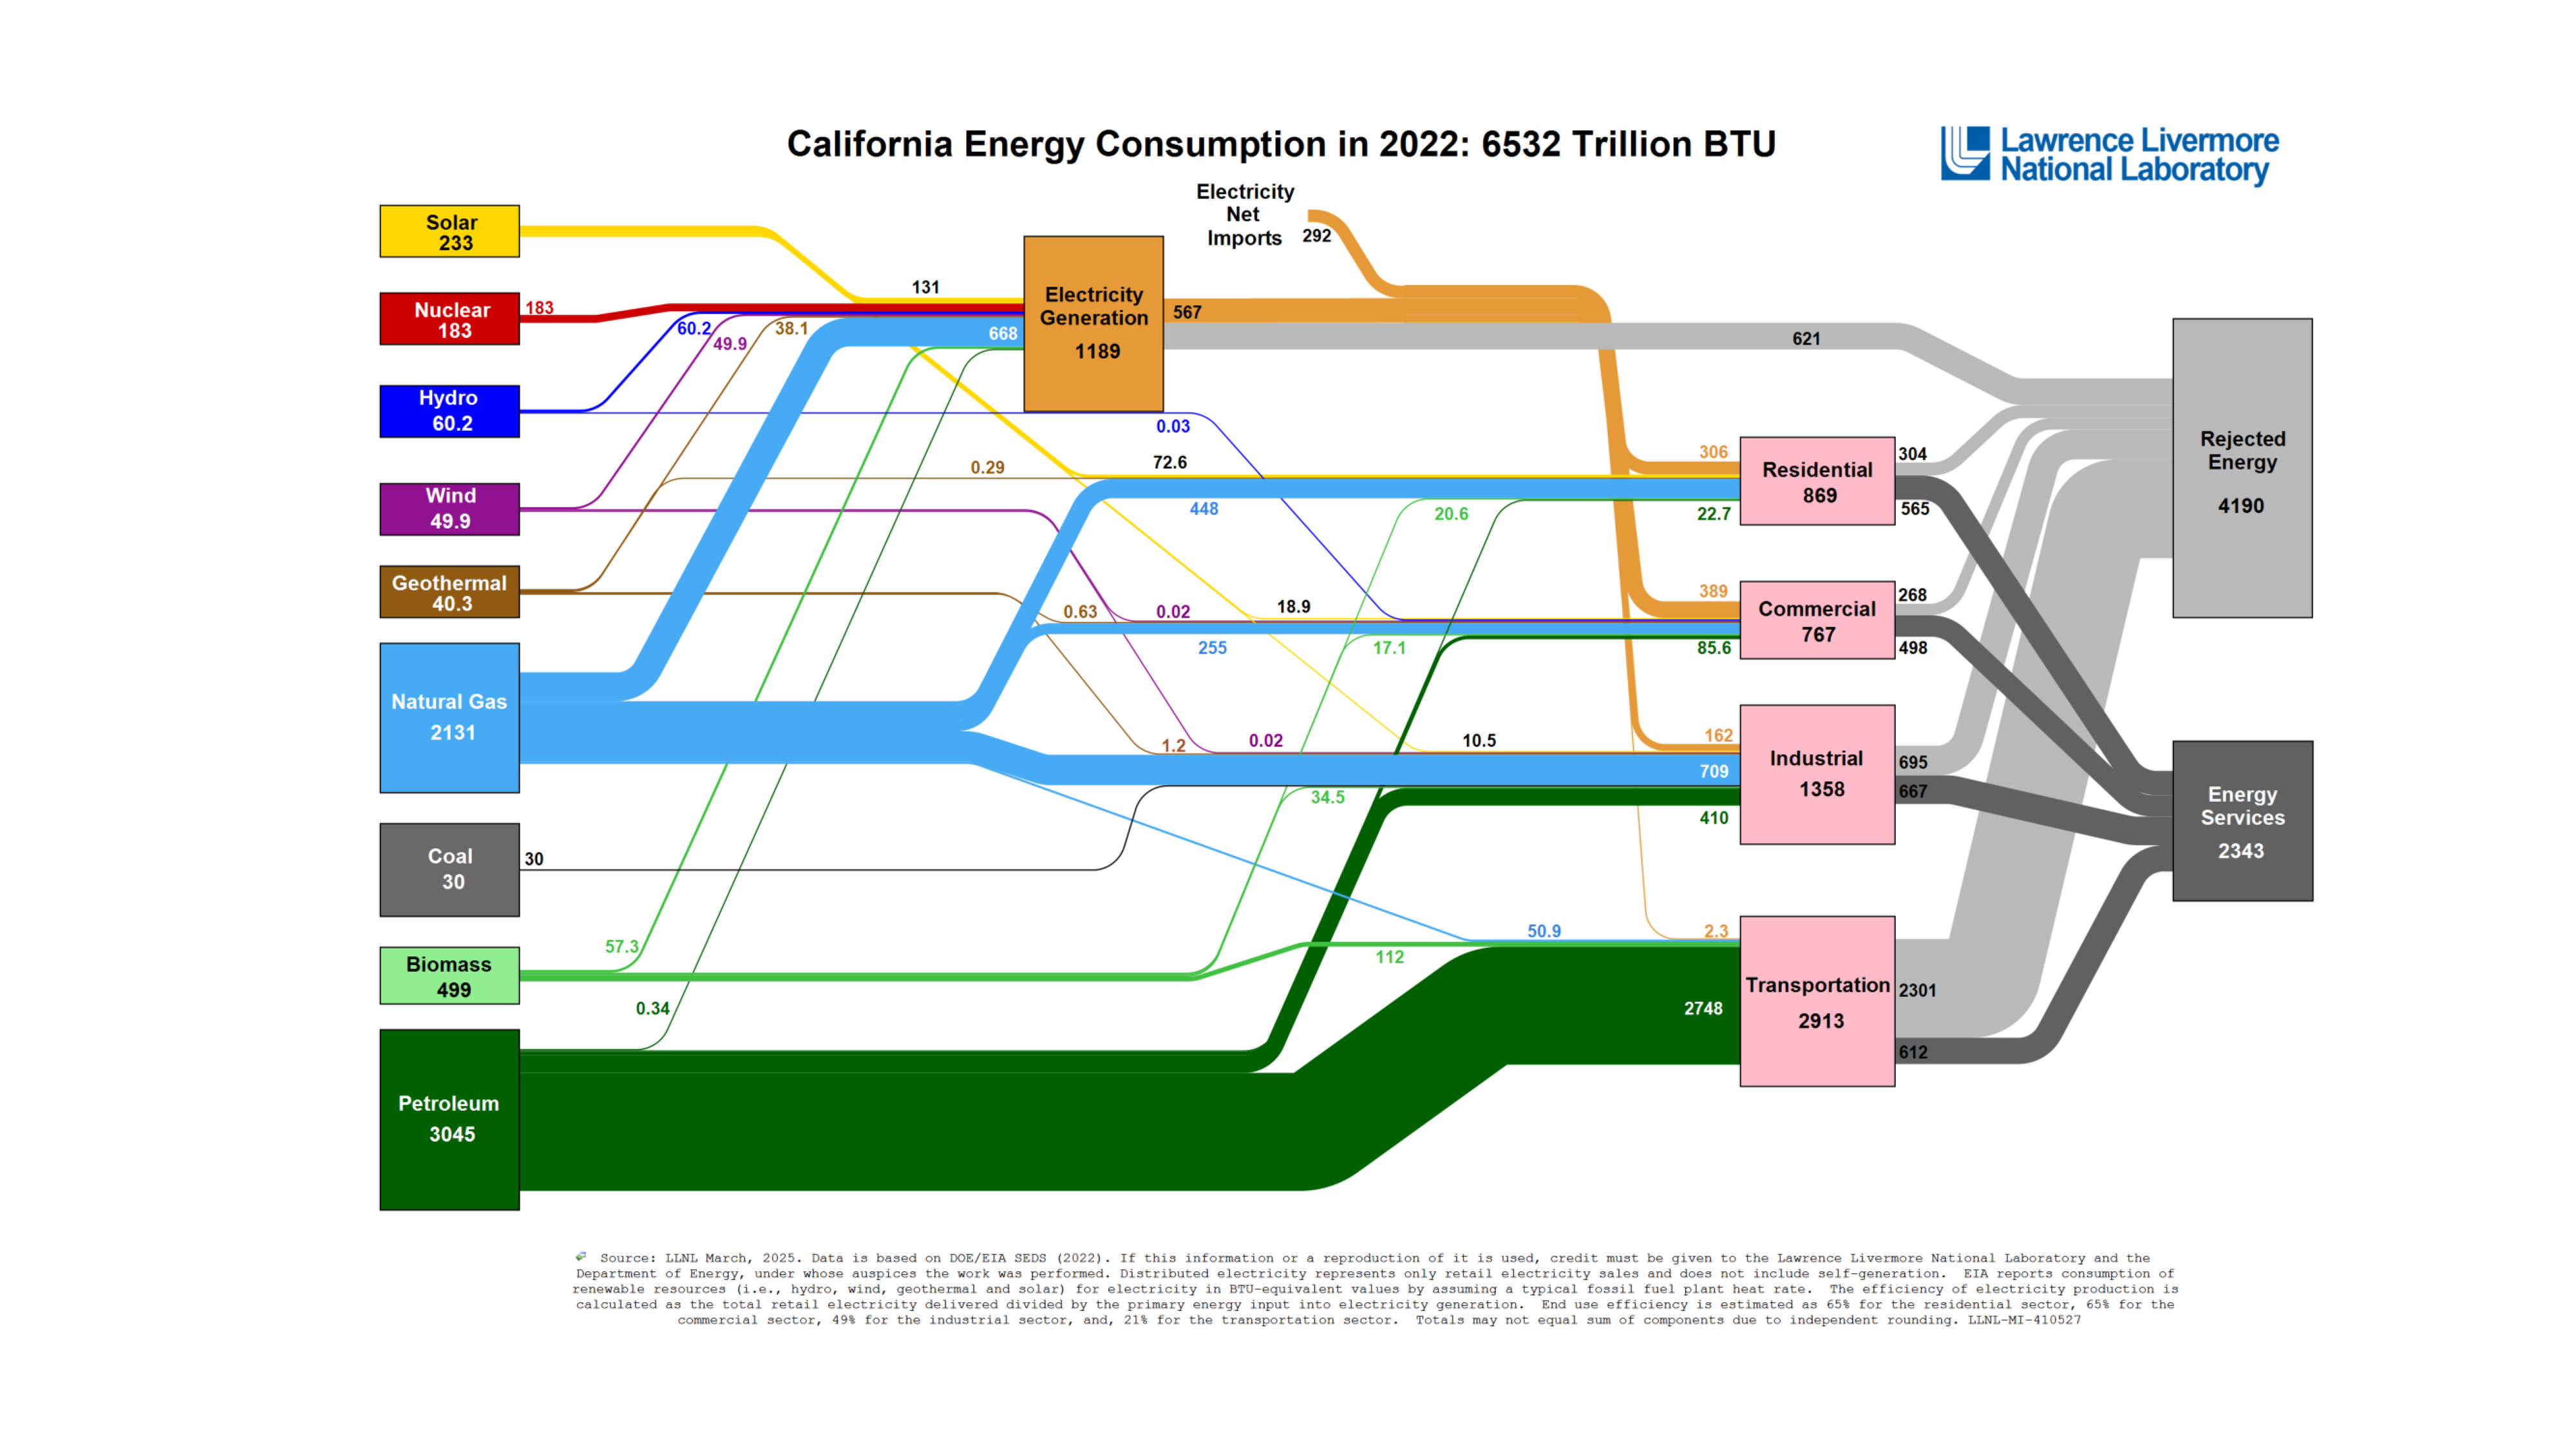 California Energy Consumption in 2022: 6532 Trillion BTU
Lawrence Livermore
National Laboratory
Electricity
Net
Imports
292
Solar
233
Nuclear
183
183
Hydro
60.2
Wind
49.9
Geothermal
40.3
Natural Gas
2131
Coal
30
30
Biomass
499
Petroleum
3045
131
60.2
49.9
38.1
668
57.3
0.34
Electricity
Generation
1189
567
621
0.03
0.29
72.6
448
20.6
306
22.7
Residential
869
304
565
0.63
0.02
18.9
255
17.1
389
85.6
Commercial
767
268
498
1.2
0.02
10.5
34.5
162
709
410
Industrial
1358
695
667
50.9
2.3
112
2748
Transportation
2913
2301
612
Rejected
Energy
4190
Energy
Services
2343
Source: LLNL March, 2025. Data is based on DOE/EIA SEDS (2022). If this information or a reproduction of it is used, credit must be given to the Lawrence Livermore National Laboratory and the
Department of Energy, under whose auspices the work was performed. Distributed electricity represents only retail electricity sales and does not include self-generation. EIA reports consumption of
renewable resources (i.e., hydro, wind, geothermal and solar) for electricity in BTU-equivalent values by assuming a typical fossil fuel plant heat rate. The efficiency of electricity production is
calculated as the total retail electricity delivered divided by the primary energy input into electricity generation. End use efficiency is estimated as 65% for the residential sector, 65% for the
commercial sector, 49% for the industrial sector, and, 21% for the transportation sector. Totals may not equal sum of components due to independent rounding. LLNL-MI-410527